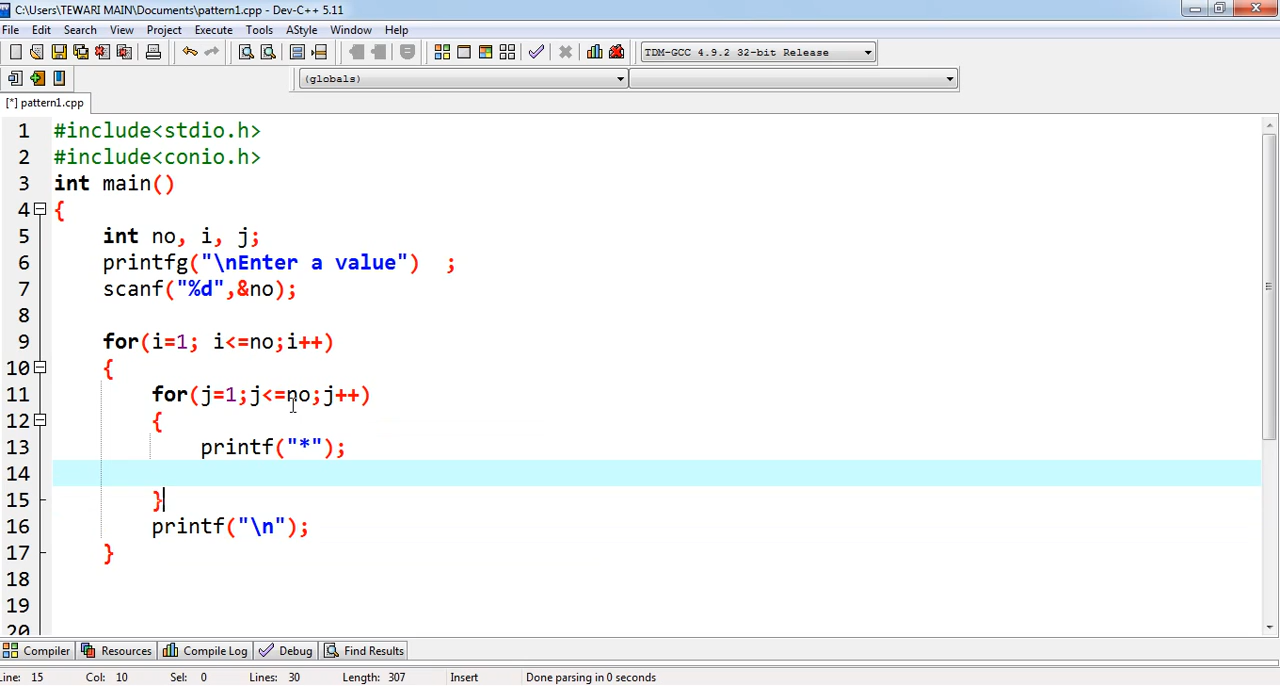 C:\Users\TEWARI MAIN\Documents\pattern1.cpp - Dev-C++ 5.11
File Edit Search View Project Execute Tools AStyle Window Help
TDM-GCC 4.9.2 32-bit Release
(globals)
[*] pattern1.cpp
1 #include<stdio.h>
2 #include<conio.h>
3 int main()
4 {
5 int no, i, j;
6 printfg("\nEnter a value") ;
7 scanf("%d",&no);
8
9 for(i=1; i<=no;i++)
10 {
11 for(j=1;j<=no;j++)
12 {
13 printf("*");
14
15 }
16 printf("\n");
17 }
18
19
20
Compiler Resources Compile Log Debug Find Results
Line: 15 Col: 10 Sel: 0 Lines: 30 Length: 307 Insert Done parsing in 0 seconds